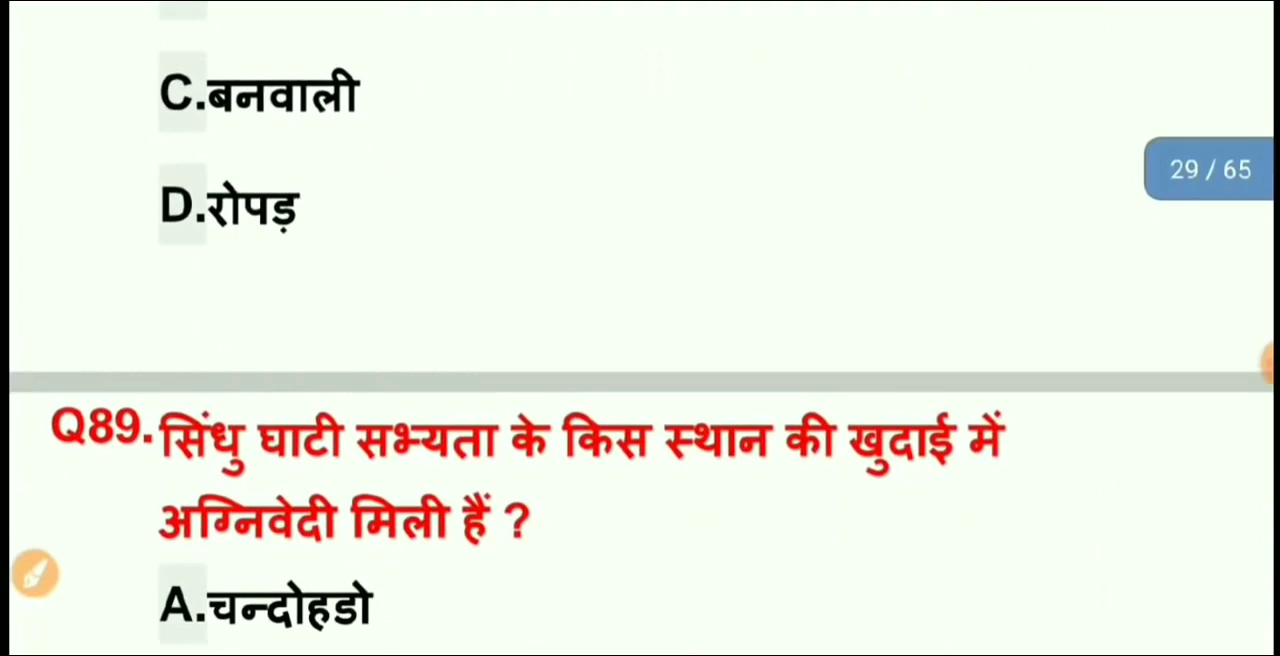 C.बनवाली
29 / 65
D.रोपड़
Q89. सिंधु घाटी सभ्यता के किस स्थान की खुदाई में
अग्निवेदी मिली हैं ?
A.चन्दोहडो